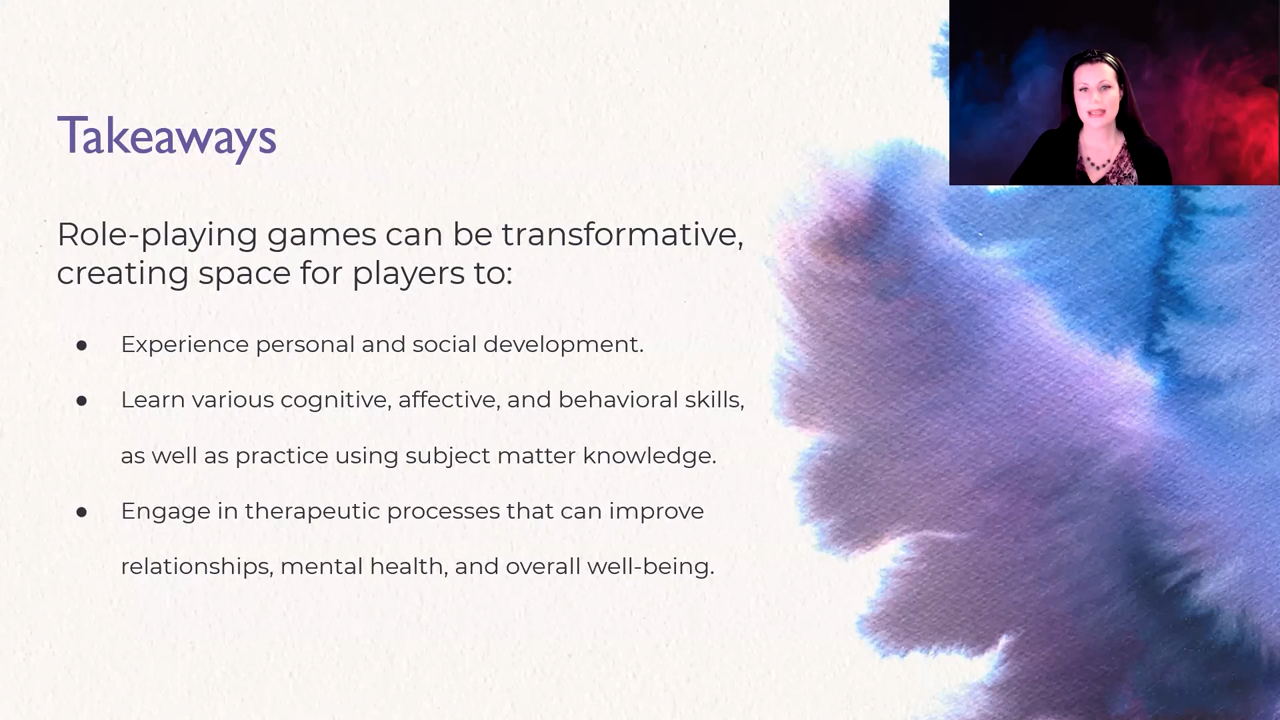 Takeaways
Role-playing games can be transformative,
creating space for players to:
● Experience personal and social development.
● Learn various cognitive, affective, and behavioral skills,
as well as practice using subject matter knowledge.
● Engage in therapeutic processes that can improve
relationships, mental health, and overall well-being.